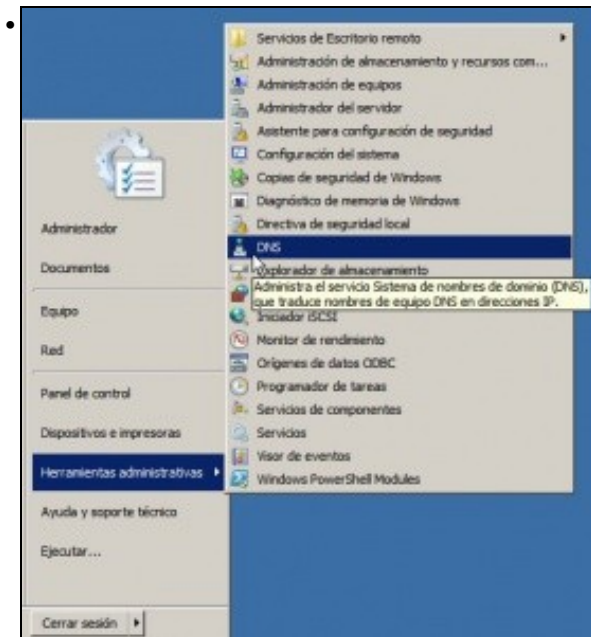 Servicios de Escritorio remoto
Administración de almacenamiento y recursos com...
Administración de equipos
Administrador del servidor
Asistente para configuración de seguridad
Configuración del sistema
Copias de seguridad de Windows
Diagnóstico de memoria de Windows
Directiva de seguridad local
DNS
Explorador de almacenamiento
Administra el servicio Sistema de nombres de dominio (DNS),
que traduce nombres de equipo DNS en direcciones IP.
Iniciador iSCSI
Monitor de rendimiento
Orígenes de datos ODBC
Programador de tareas
Servicios de componentes
Servicios
Visor de eventos
Windows PowerShell Modules
Administrador
Documentos
Equipo
Red
Panel de control
Dispositivos e impresoras
Herramientas administrativas
Ayuda y soporte técnico
Ejecutar...
Cerrar sesión